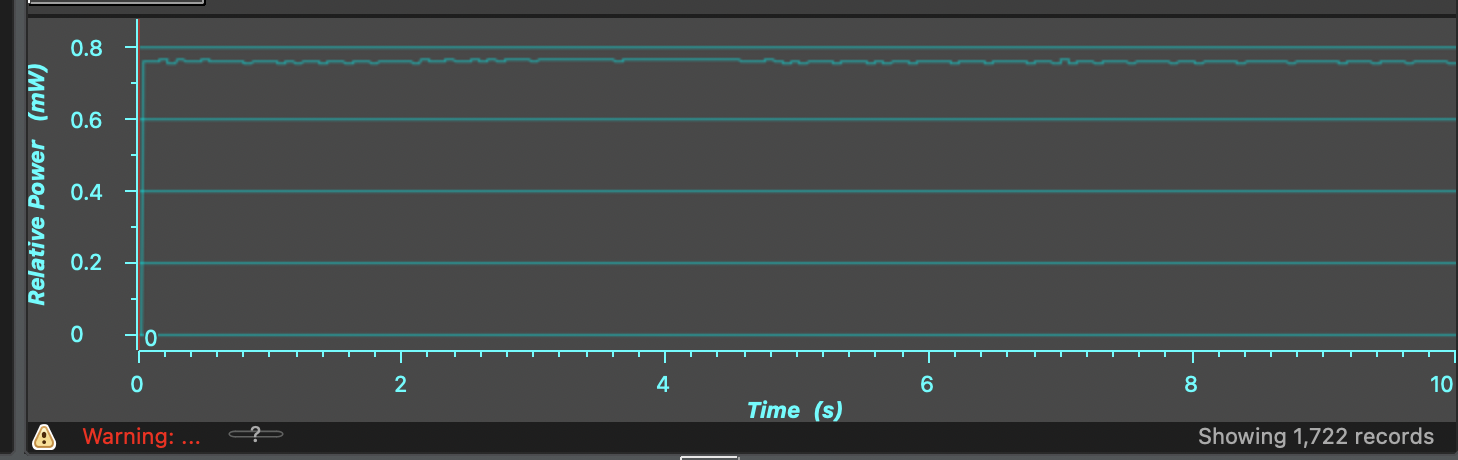 Relative Power (mW)
0.8
0.6
0.4
0.2
0
0
0 2 4 6 8 10
Time (s)
Warning: ...
?
Showing 1,722 records